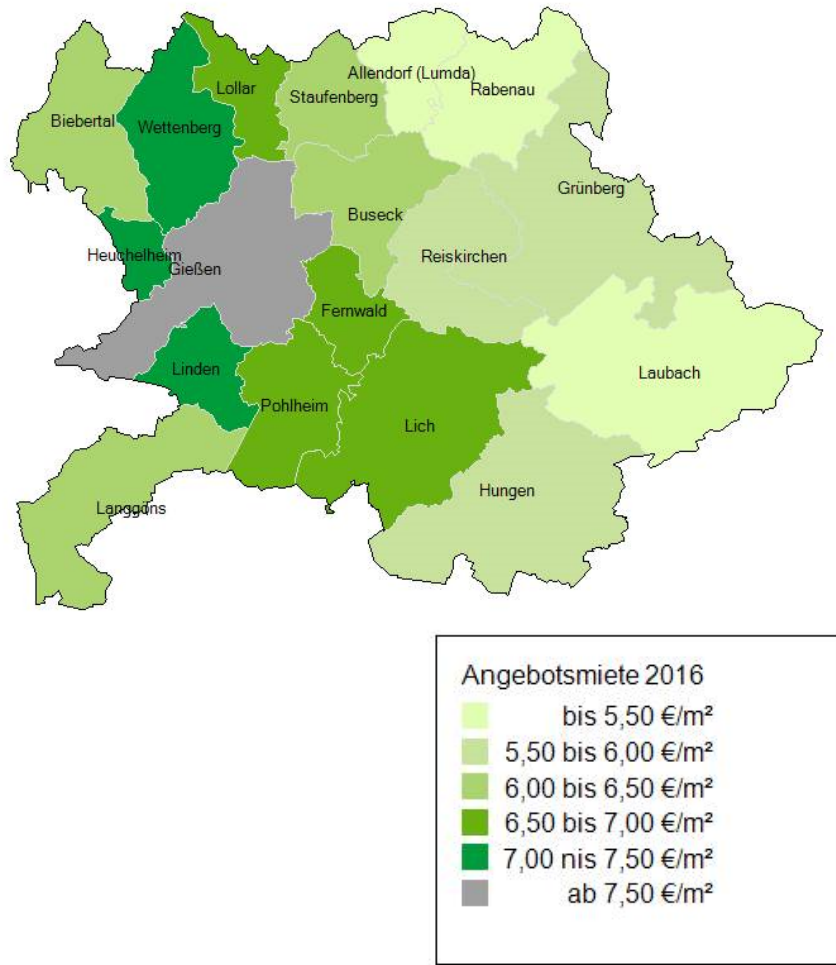 Allendorf (Lumda)
Lollar
Rabenau
Staufenberg
Biebertal
Wettenberg
Grünberg
Buseck
Heuchelheim
Reiskirchen
Gießen
Fernwald
Linden
Laubach
Pohlheim
Lich
Hungen
Langgöns
Angebotsmiete 2016
bis 5,50 €/m²
5,50 bis 6,00 €/m²
6,00 bis 6,50 €/m²
6,50 bis 7,00 €/m²
7,00 nis 7,50 €/m²
ab 7,50 €/m²